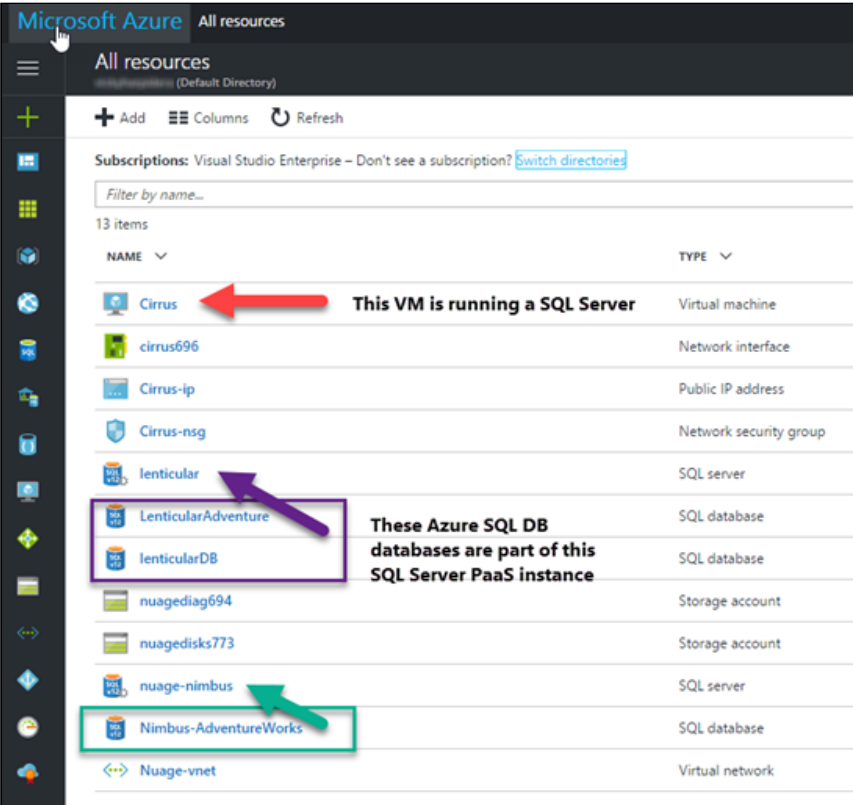 Microsoft Azure All resources
All resources
(Default Directory)
Add Columns Refresh
Subscriptions: Visual Studio Enterprise – Don't see a subscription? Switch directories
Filter by name...
13 items
NAME TYPE
Cirrus This VM is running a SQL Server Virtual machine
cirrus696 Network interface
Cirrus-ip Public IP address
Cirrus-nsg Network security group
lenticular SQL server
LenticularAdventure SQL database
These Azure SQL DB
databases are part of this
SQL Server PaaS instance
lenticularDB SQL database
nuagediag694 Storage account
nuagedisks773 Storage account
nuage-nimbus SQL server
Nimbus-AdventureWorks SQL database
Nuage-vnet Virtual network